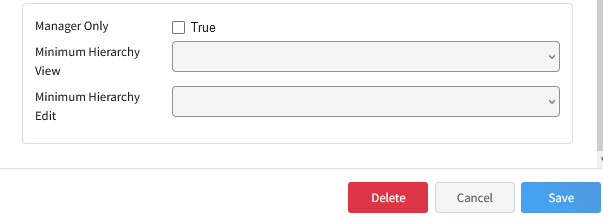 Manager Only
True
Minimum Hierarchy
View
Minimum Hierarchy
Edit
Delete
Cancel
Save